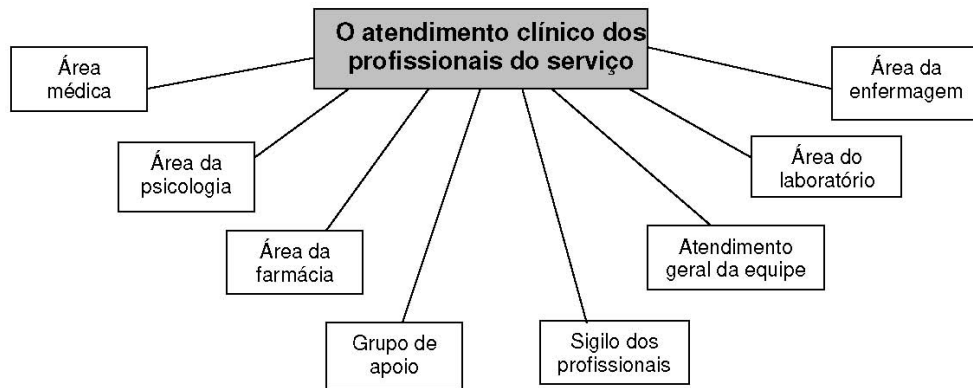 O atendimento clínico dos
profissionais do serviço
Área
médica
Área da
enfermagem
Área da
psicologia
Área do
laboratório
Área da
farmácia
Atendimento
geral da equipe
Grupo de
apoio
Sigilo dos
profissionais